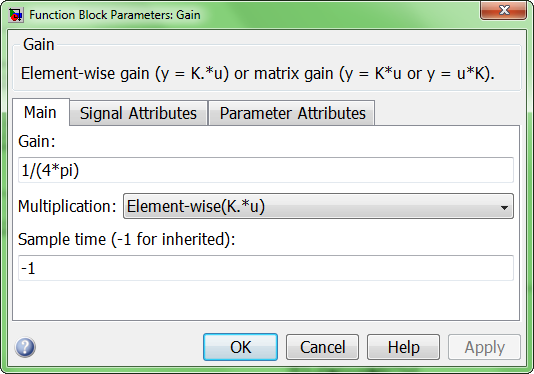 Function Block Parameters: Gain
Gain
Element-wise gain (y = K.*u) or matrix gain (y = K*u or y = u*K).
Main Signal Attributes Parameter Attributes
Gain:
1/(4*pi)
Multiplication: Element-wise(K.*u)
Sample time (-1 for inherited):
-1
OK Cancel Help Apply